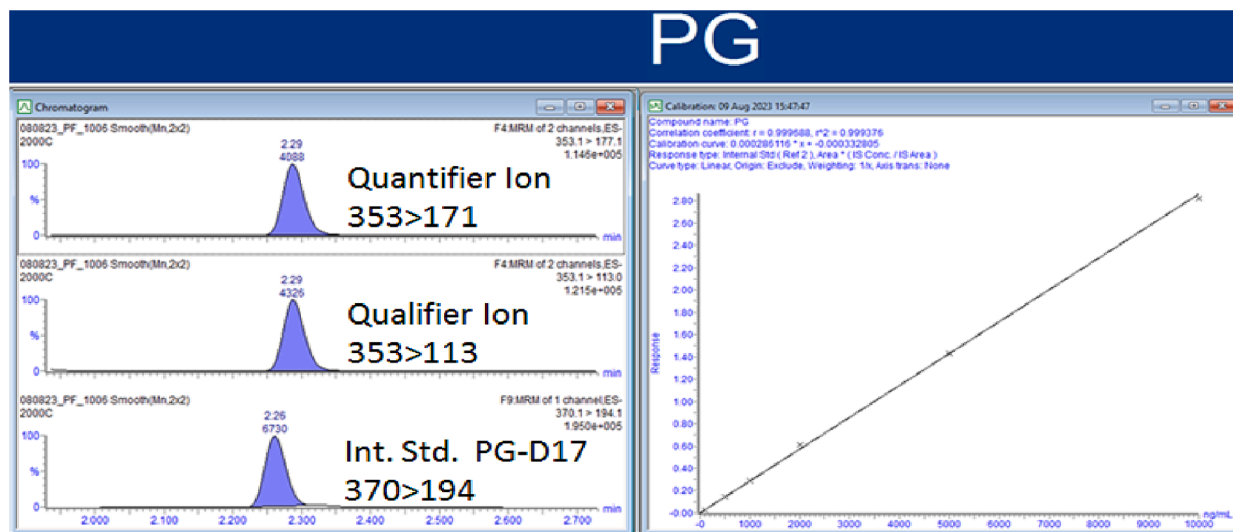 PG
Chromatogram
080823_PF_1006 Smooth(Mn,2x2)
2000C
F4:MRM of 2 channels,ES-
353.1 > 177.1
1.146e+005
2.29
4088
100
%
0
min
Quantifier Ion
353>171
080823_PF_1006 Smooth(Mn,2x2)
2000C
F4:MRM of 2 channels,ES-
353.1 > 113.0
1.215e+005
2.29
4326
100
%
0
min
Qualifier Ion
353>113
080823_PF_1006 Smooth(Mn,2x2)
2000C
F9:MRM of 1 channel,ES-
370.1 > 194.1
1.950e+005
2.26
6730
100
%
0
min
Int. Std. PG-D17
370>194
2.000 2.100 2.200 2.300 2.400 2.500 2.600 2.700
Calibration: 09 Aug 2023 15:47:47
Compound name: PG
Correlation coefficient: r = 0.999688, r^2 = 0.999376
Calibration curve: 0.000286116 * x + -0.000332805
Response type: Internal Std ( Ref 2 ), Area * ( IS Conc. / IS Area )
Curve type: Linear, Origin: Exclude, Weighting: 1/x, Axis trans: None
2.80
2.60
2.40
2.20
2.00
1.80
1.60
1.40
1.20
1.00
0.80
0.60
0.40
0.20
-0.00
Response
-0 1000 2000 3000 4000 5000 6000 7000 8000 9000 10000
ng/mL